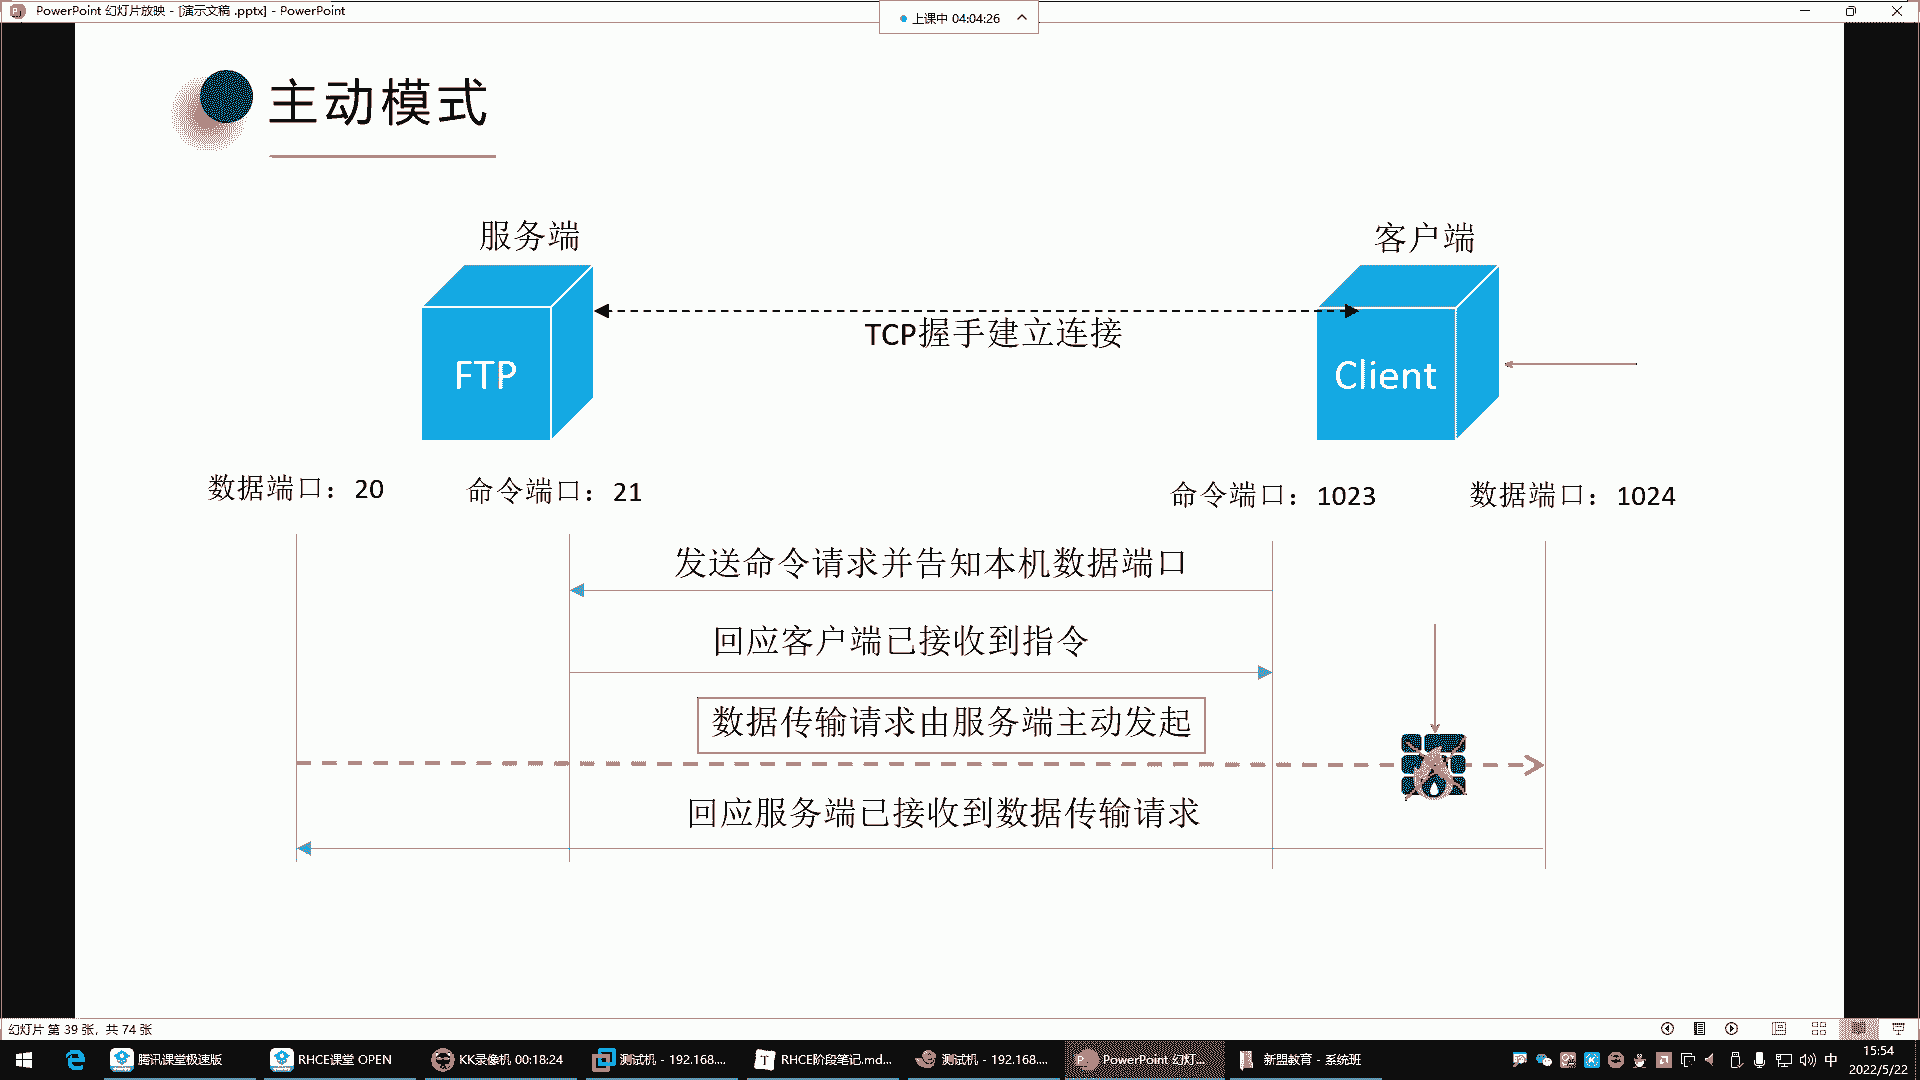 PowerPoint 幻灯片放映 - [演示文稿 .pptx] - PowerPoint
上课中 04:04:26
主动模式
服务端
客户端
TCP握手建立连接
FTP
Client
数据端口：20
命令端口：21
命令端口：1023
数据端口：1024
发送命令请求并告知本机数据端口
回应客户端已接收到指令
数据传输请求由服务端主动发起
回应服务端已接收到数据传输请求
幻灯片 第 39 张，共 74 张
腾讯课堂极速版
RHCE课堂 OPEN
KK录像机 00:18:24
测试机 - 192.168....
RHCE阶段笔记.md...
测试机 - 192.168....
PowerPoint 幻灯...
新盟教育 - 系统班
中
15:54
2022/5/22